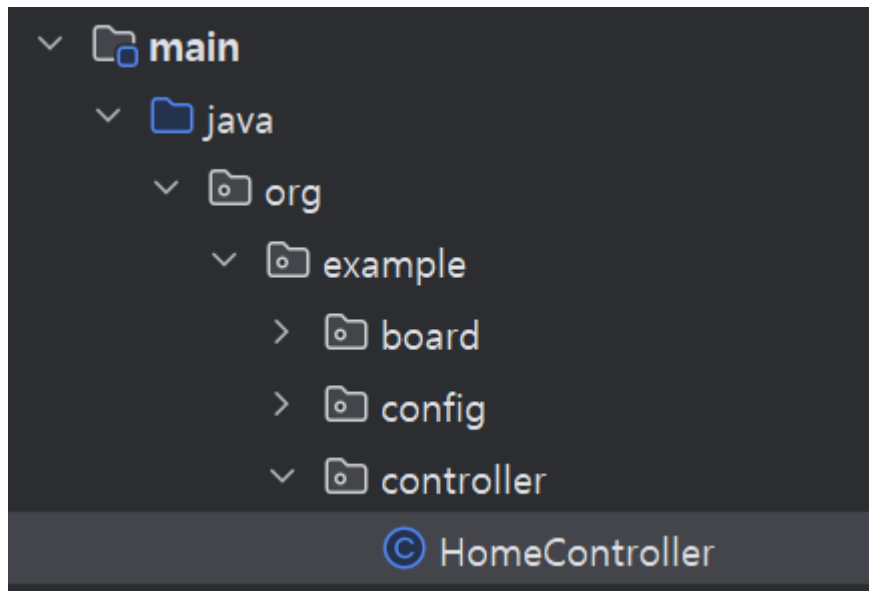 main
java
org
example
board
config
controller
HomeController